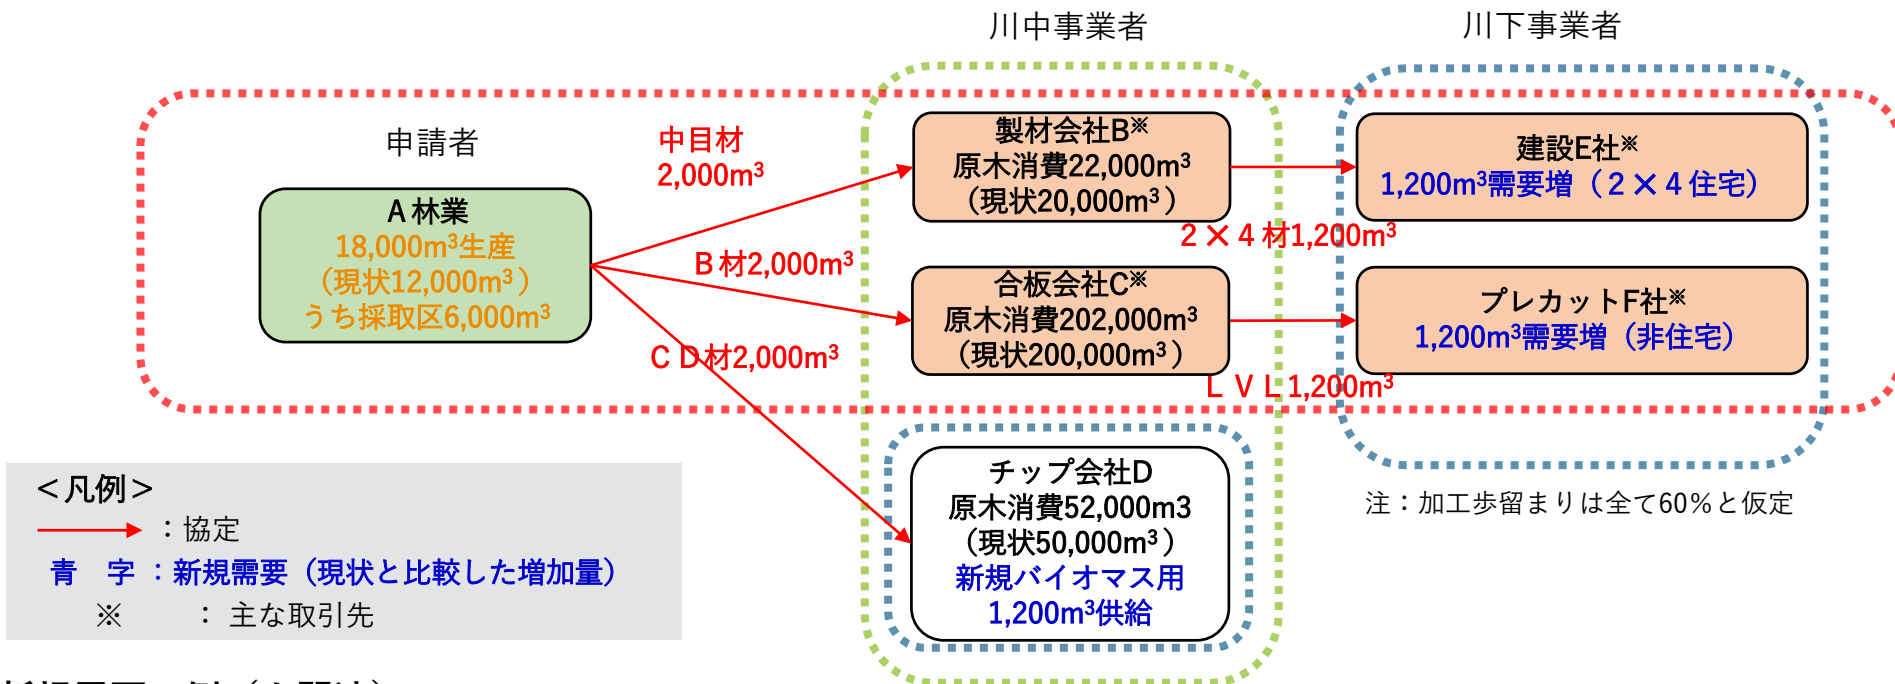 川中事業者
川下事業者
申請者
A林業
18,000m³生産
（現状12,000m³）
うち採取区6,000m³
中目材
2,000m³
B材2,000m³
CD材2,000m³
製材会社B※
原木消費22,000m³
（現状20,000m³）
合板会社C※
原木消費202,000m³
（現状200,000m³）
チップ会社D
原木消費52,000m3
（現状50,000m³）
新規バイオマス用
1,200m³供給
2×4材1,200m³
LVL1,200m³
建設E社※
1,200m³需要増（2×4住宅）
プレカットF社※
1,200m³需要増（非住宅）
注：加工歩留まりは全て60%と仮定
＜凡例＞
：協定
青　字：新規需要（現状と比較した増加量）
※　：主な取引先